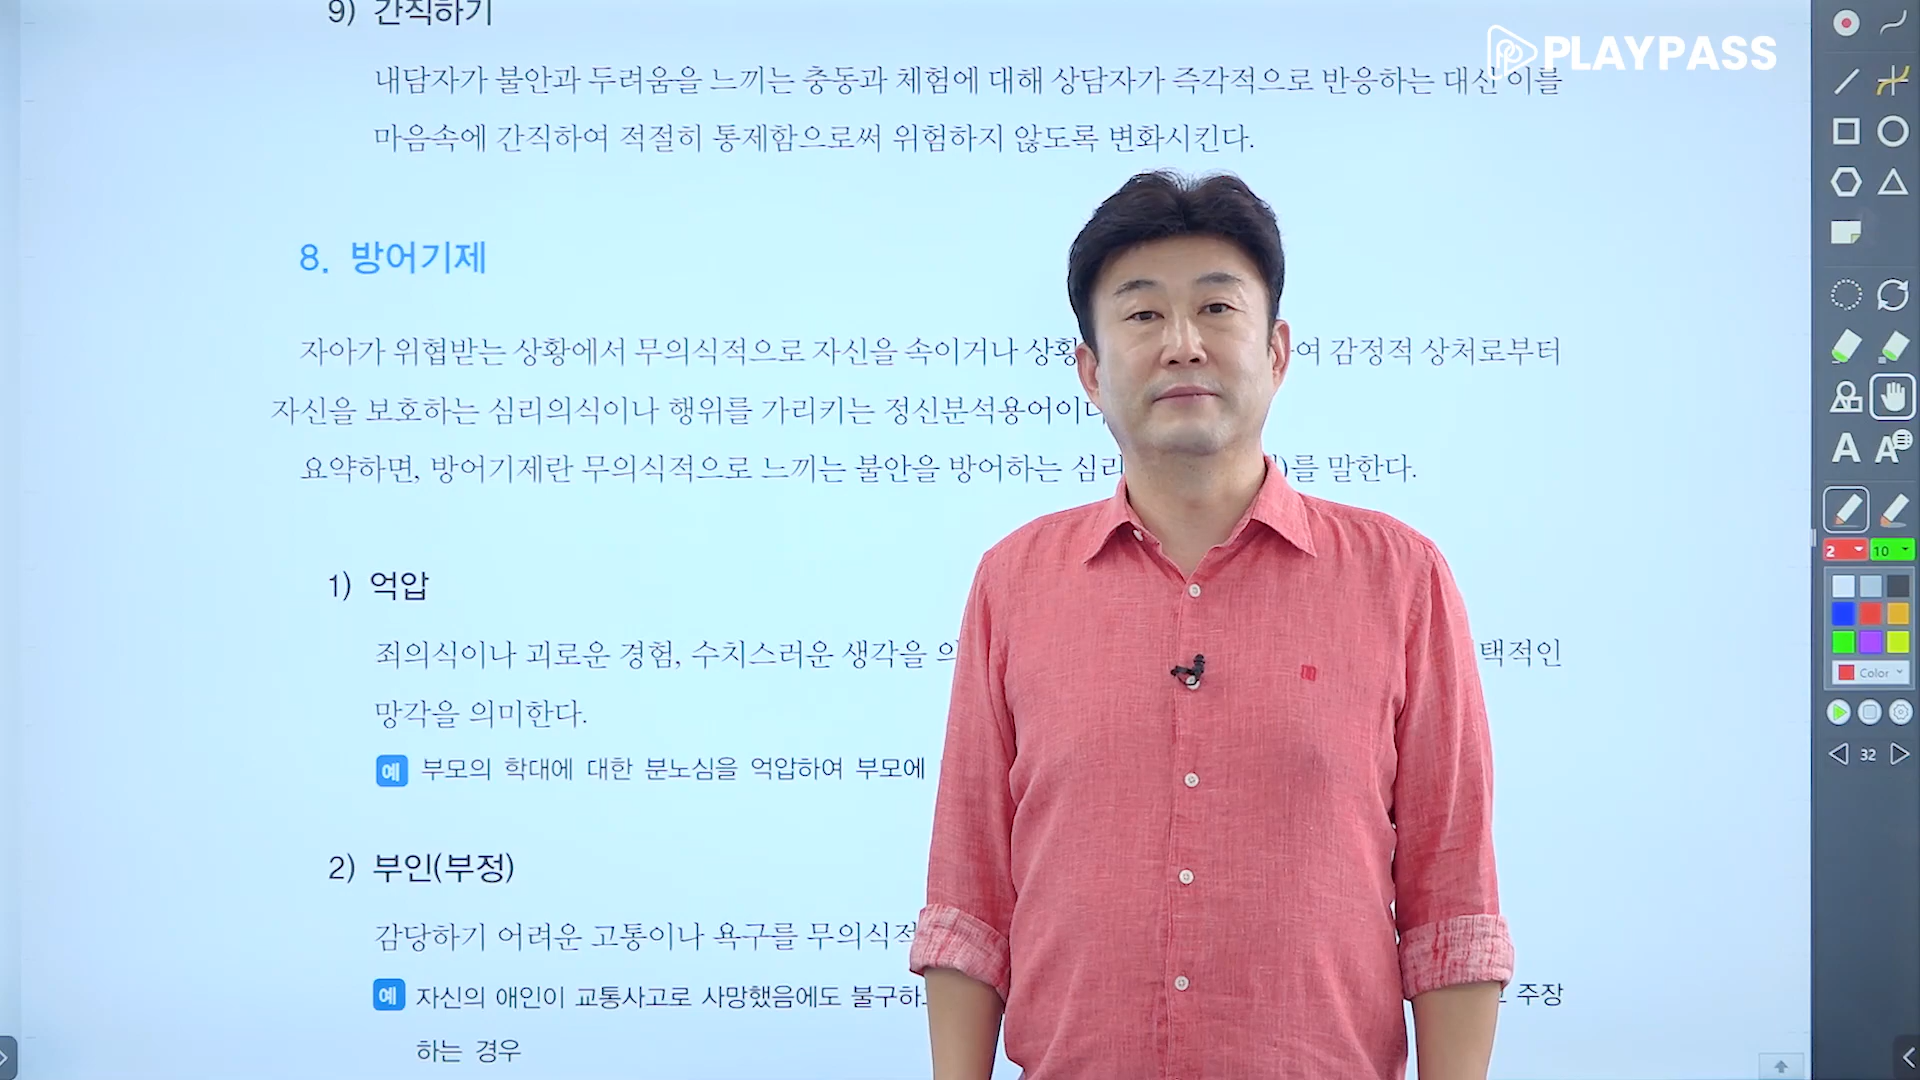 9) 간직하기
PLAYPASS
내담자가 불안과 두려움을 느끼는 충동과 체험에 대해 상담자가 즉각적으로 반응하는 대신 이를
마음속에 간직하여 적절히 통제함으로써 위험하지 않도록 변화시킨다.
8. 방어기제
자아가 위협받는 상황에서 무의식적으로 자신을 속이거나 상황 여 감정적 상처로부터
자신을 보호하는 심리의식이나 행위를 가리키는 정신분석용어이다
요약하면, 방어기제란 무의식적으로 느끼는 불안을 방어하는 심리 )를 말한다.
1) 억압
죄의식이나 괴로운 경험, 수치스러운 생각을 의 택적인
망각을 의미한다.
예 부모의 학대에 대한 분노심을 억압하여 부모에
2) 부인(부정)
감당하기 어려운 고통이나 욕구를 무의식적
예 자신의 애인이 교통사고로 사망했음에도 불구하 주장
하는 경우
A A
2 10
Color
32